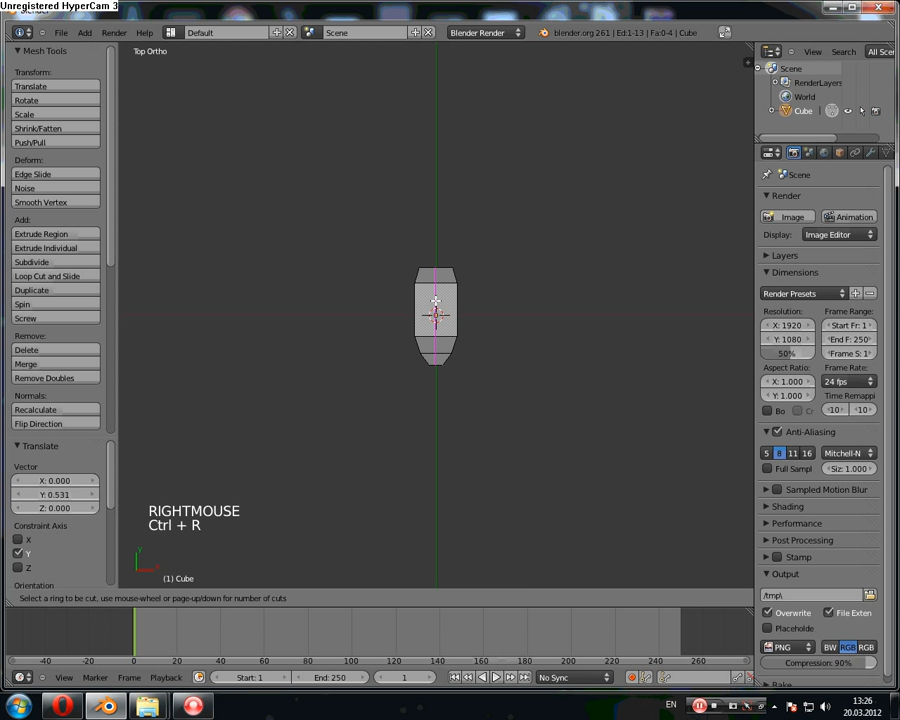 Unregistered HyperCam 3
File
Add
Render
Help
Default
Scene
Blender Render
blender.org 261 | Ed:1-13 | Fa:0-4 | Cube
Mesh Tools
Transform:
Translate
Rotate
Scale
Shrink/Fatten
Push/Pull
Deform:
Edge Slide
Noise
Smooth Vertex
Add:
Extrude Region
Extrude Individual
Subdivide
Loop Cut and Slide
Duplicate
Spin
Screw
Remove:
Delete
Merge
Remove Doubles
Normals:
Recalculate
Flip Direction
Translate
Vector
X: 0.000
Y: 0.531
Z: 0.000
Constraint Axis
X
Y
Z
Orientation
Top Ortho
RIGHTMOUSE
Ctrl + R
y
x
(1) Cube
Select a ring to be cut, use mouse-wheel or page-up/down for number of cuts
View
Search
All Scen
Scene
RenderLayers
World
Cube
Scene
Render
Image
Animation
Display:
Image Editor
Layers
Dimensions
Render Presets
Resolution:
Frame Range:
X: 1920
Start Fr: 1
Y: 1080
End F: 250
50%
Frame S: 1
Aspect Ratio:
Frame Rate:
X: 1.000
24 fps
Y: 1.000
Time Remappi
Bo
10
10
Anti-Aliasing
5 8 11 16
Mitchell-N
Full Sampl
Siz: 1.000
Sampled Motion Blur
Shading
Performance
Post Processing
Stamp
Output
/tmp\
Overwrite
File Exten
Placeholde
PNG
BW RGB RGB
Compression: 90%
-40 -20 0 20 40 60 80 100 120 140 160 180 200 220 240 260
View
Marker
Frame
Playback
Start: 1
End: 250
1
No Sync
EN
13:26
20.03.2012